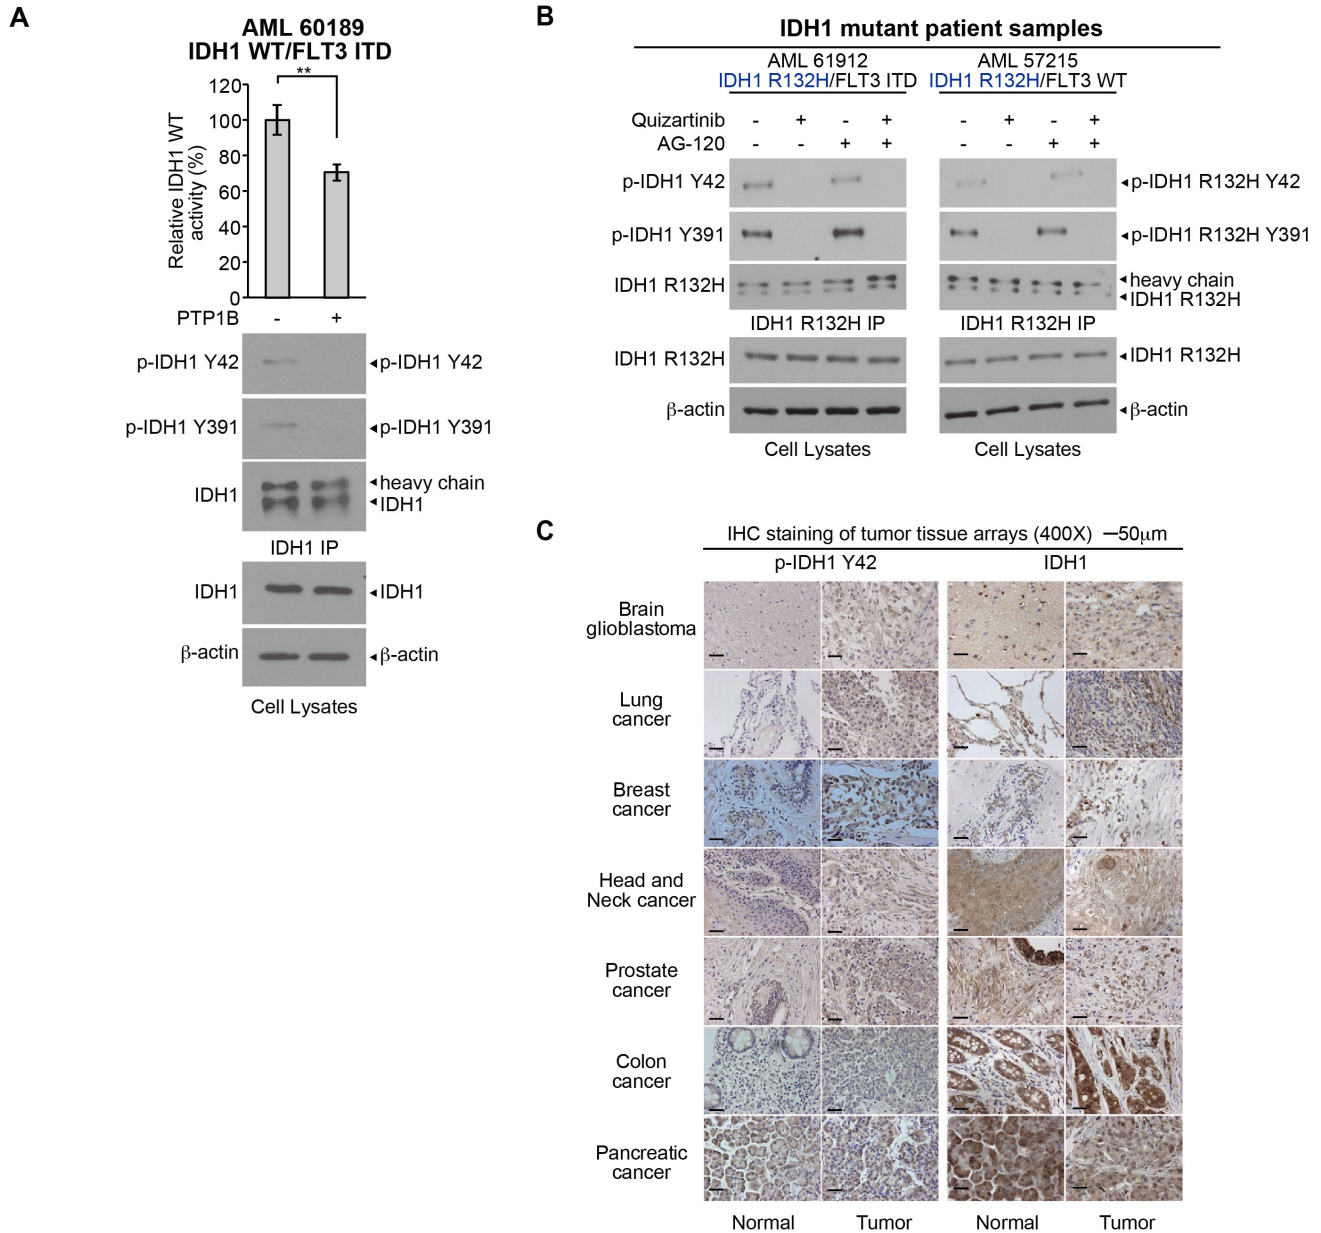 A
AML 60189
IDH1 WT/FLT3 ITD
**
Relative IDH1 WT
activity (%)
120
100
80
60
40
20
0
PTP1B - +
p-IDH1 Y42 ◂p-IDH1 Y42
p-IDH1 Y391 ◂p-IDH1 Y391
IDH1 ◂heavy chain
◂IDH1
IDH1 IP
IDH1 ◂IDH1
β-actin ◂β-actin
Cell Lysates
B
IDH1 mutant patient samples
AML 61912 AML 57215
IDH1 R132H/FLT3 ITD IDH1 R132H/FLT3 WT
Quizartinib - + - + - + - +
AG-120 - - + + - - + +
p-IDH1 Y42 ◂p-IDH1 R132H Y42
p-IDH1 Y391 ◂p-IDH1 R132H Y391
IDH1 R132H ◂heavy chain
◂IDH1 R132H
IDH1 R132H IP IDH1 R132H IP
IDH1 R132H ◂IDH1 R132H
β-actin ◂β-actin
Cell Lysates Cell Lysates
C
IHC staining of tumor tissue arrays (400X) —50μm
p-IDH1 Y42 IDH1
Brain
glioblastoma
Lung
cancer
Breast
cancer
Head and
Neck cancer
Prostate
cancer
Colon
cancer
Pancreatic
cancer
Normal Tumor Normal Tumor